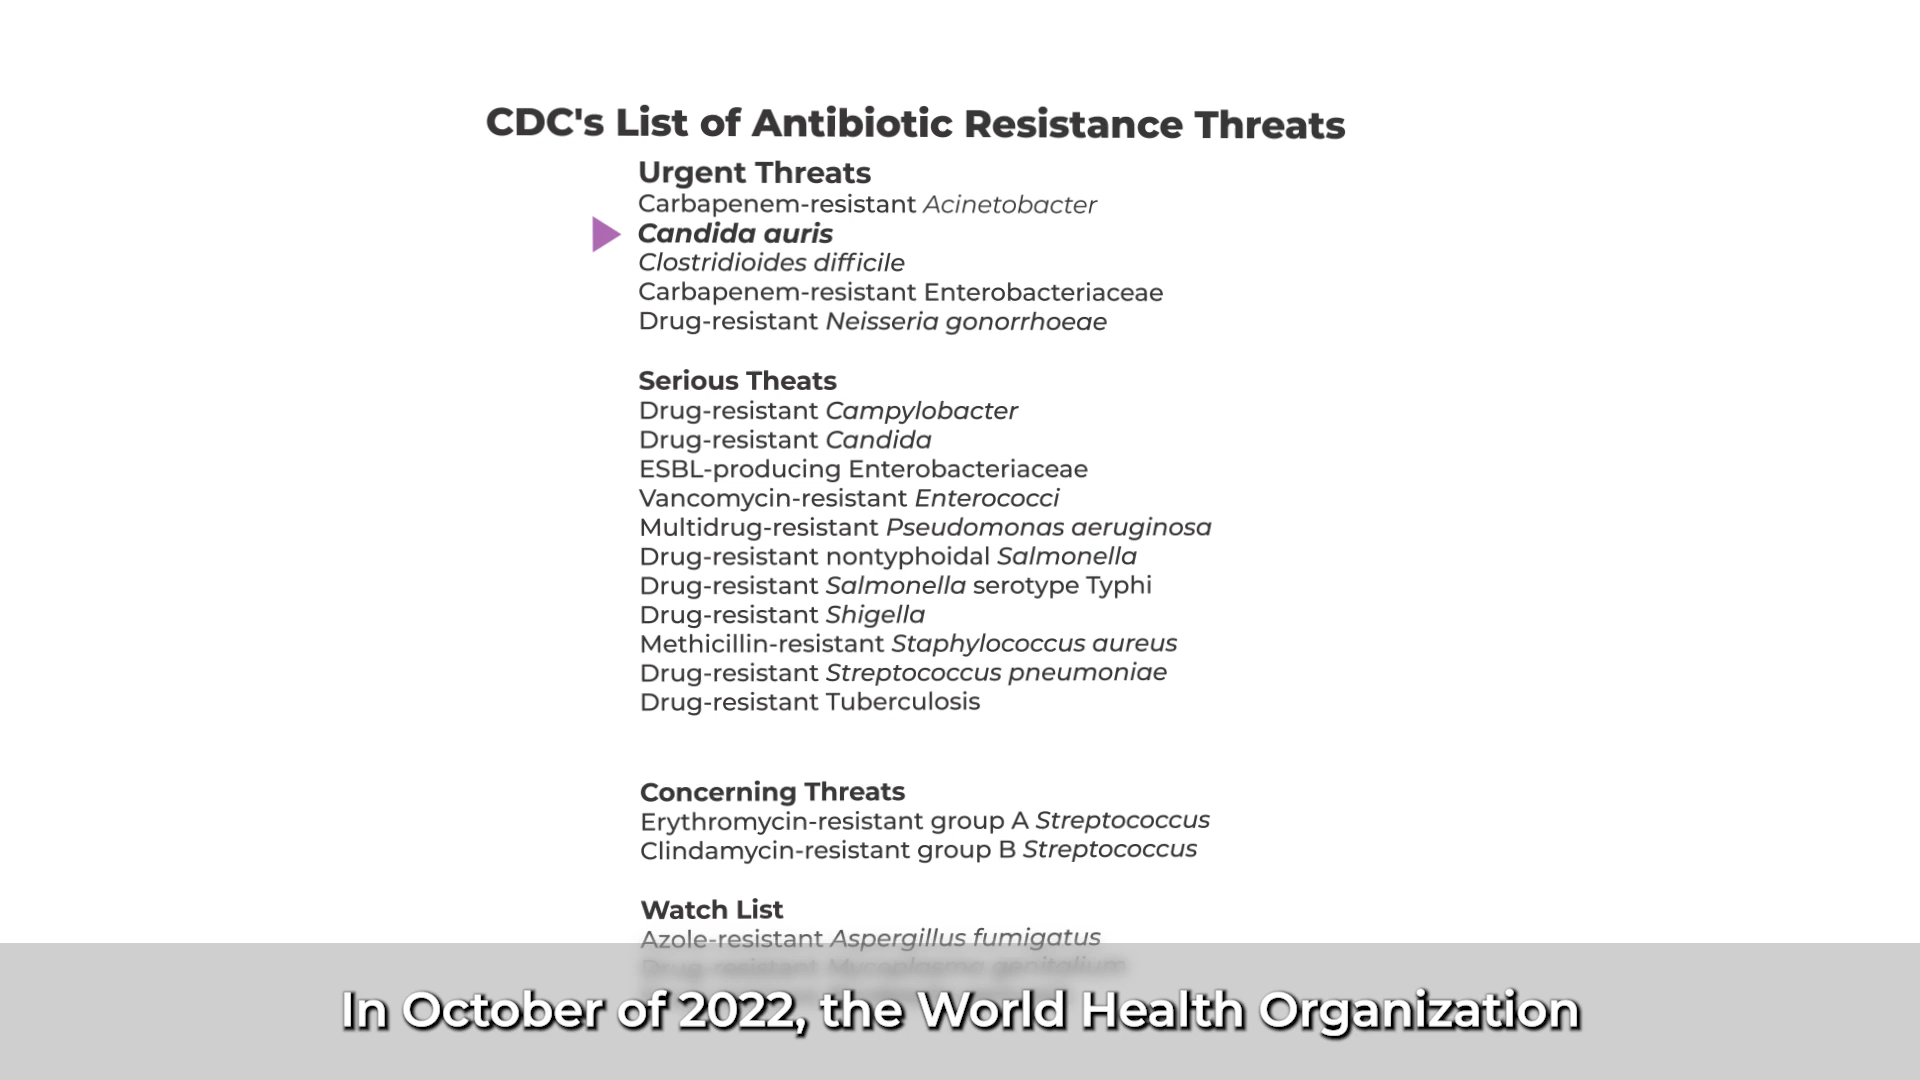 CDC's List of Antibiotic Resistance Threats
Urgent Threats
Carbapenem-resistant Acinetobacter
Candida auris
Clostridioides difficile
Carbapenem-resistant Enterobacteriaceae
Drug-resistant Neisseria gonorrhoeae
Serious Theats
Drug-resistant Campylobacter
Drug-resistant Candida
ESBL-producing Enterobacteriaceae
Vancomycin-resistant Enterococci
Multidrug-resistant Pseudomonas aeruginosa
Drug-resistant nontyphoidal Salmonella
Drug-resistant Salmonella serotype Typhi
Drug-resistant Shigella
Methicillin-resistant Staphylococcus aureus
Drug-resistant Streptococcus pneumoniae
Drug-resistant Tuberculosis
Concerning Threats
Erythromycin-resistant group A Streptococcus
Clindamycin-resistant group B Streptococcus
Watch List
Azole-resistant Aspergillus fumigatus
Drug-resistant Mycoplasma genitalium
In October of 2022, the World Health Organization